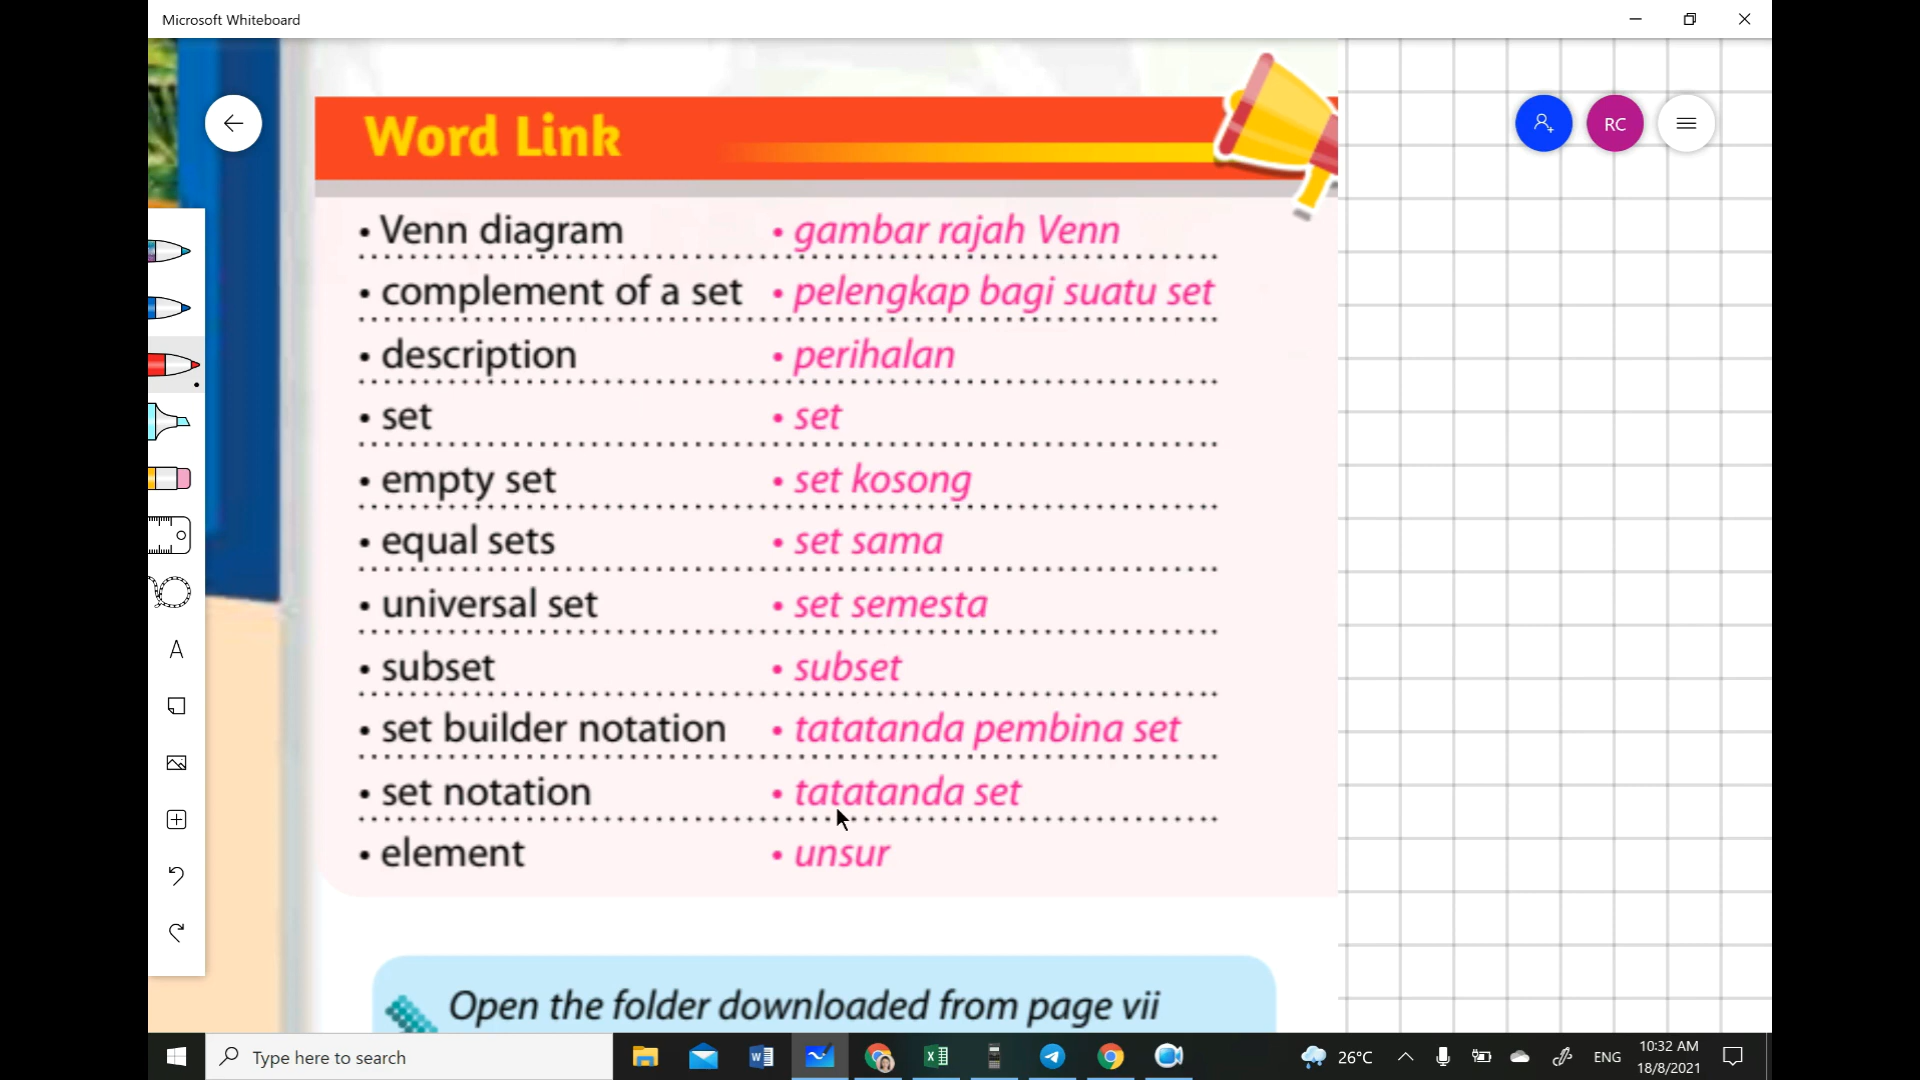 Microsoft Whiteboard
Word Link
RC
• Venn diagram • gambar rajah Venn
• complement of a set • pelengkap bagi suatu set
• description • perihalan
• set • set
• empty set • set kosong
• equal sets • set sama
• universal set • set semesta
• subset • subset
• set builder notation • tatatanda pembina set
• set notation • tatatanda set
• element • unsur
A
Open the folder downloaded from page vii
Type here to search
26°C
ENG
10:32 AM
18/8/2021